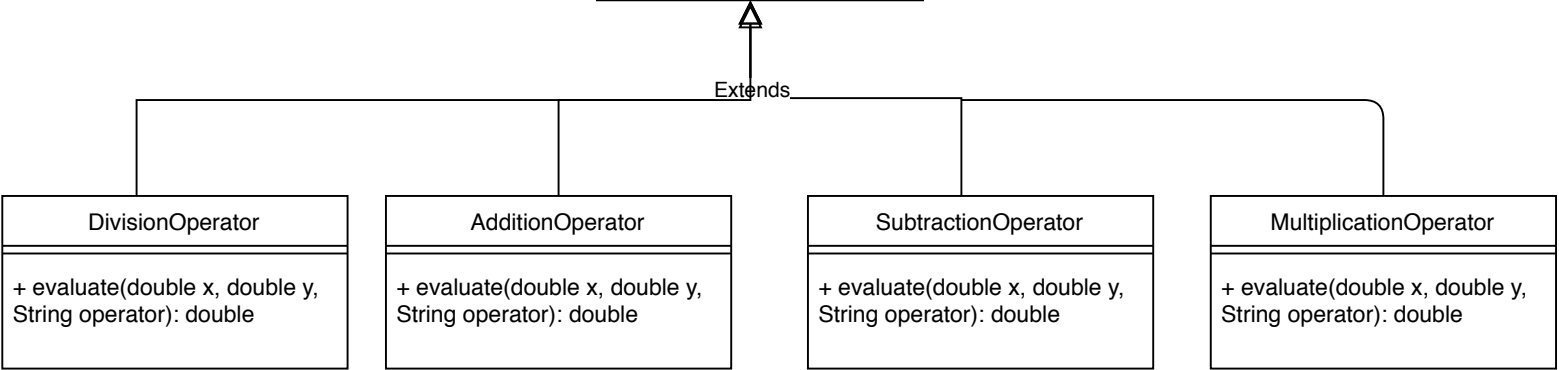 Extends
DivisionOperator
+ evaluate(double x, double y,
String operator): double
AdditionOperator
+ evaluate(double x, double y,
String operator): double
SubtractionOperator
+ evaluate(double x, double y,
String operator): double
MultiplicationOperator
+ evaluate(double x, double y,
String operator): double